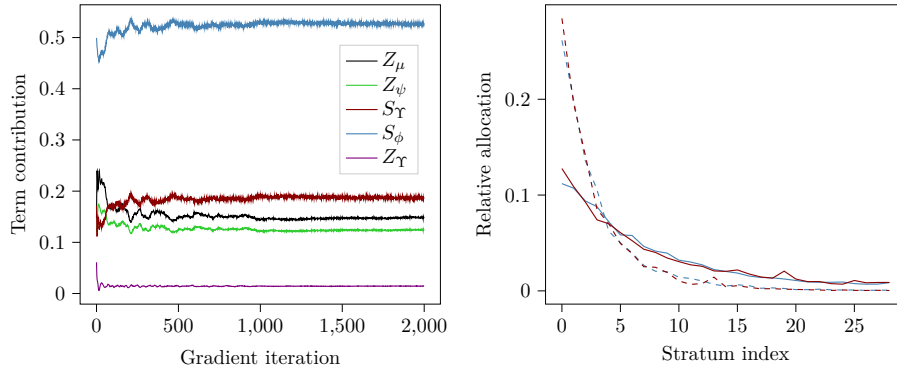 0.5
0.4
0.3
0.2
0.1
0
0
500
1,000
1,500
2,000
Term contribution
Gradient iteration
Z_μ
Z_ψ
S_Υ
S_ϕ
Z_Υ
0.2
0.1
0
0
5
10
15
20
25
Relative allocation
Stratum index